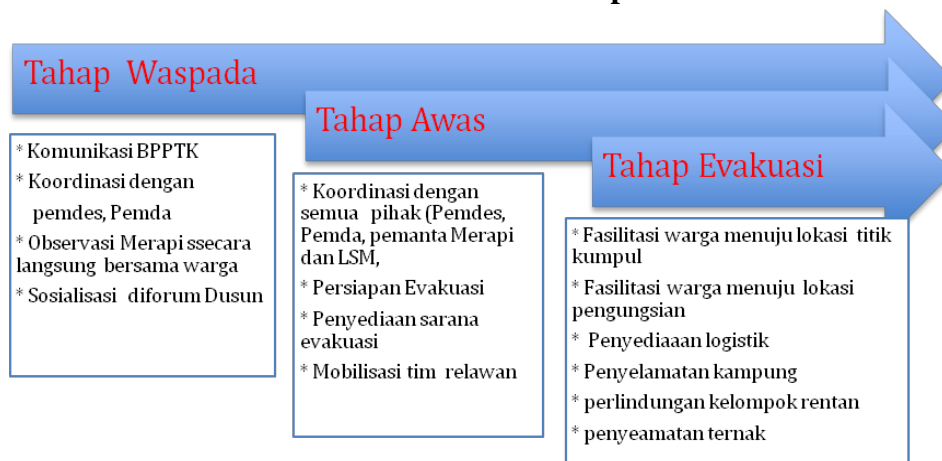 Tahap Waspada
* Komunikasi BPPTK
* Koordinasi dengan
pemdes, Pemda
* Observasi Merapi ssecara
langsung bersama warga
* Sosialisasi diforum Dusun
Tahap Awas
* Koordinasi dengan
semua pihak (Pemdes,
Pemda, pemanta Merapi
dan LSM,
* Persiapan Evakuasi
* Penyediaan sarana
evakuasi
* Mobilisasi tim relawan
Tahap Evakuasi
* Fasilitasi warga menuju lokasi titik
kumpul
* Fasilitasi warga menuju lokasi
pengungsian
* Penyediaaan logistik
* Penyelamatan kampung
* perlindungan kelompok rentan
* penyeamatan ternak